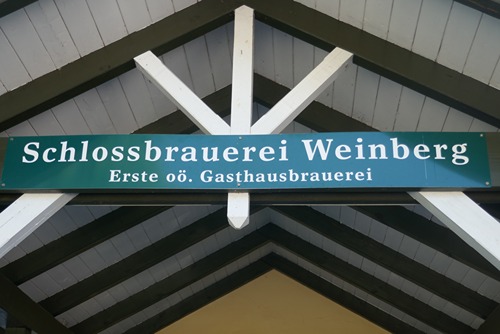 Schlossbrauerei Weinberg
Erste oö. Gasthausbrauerei